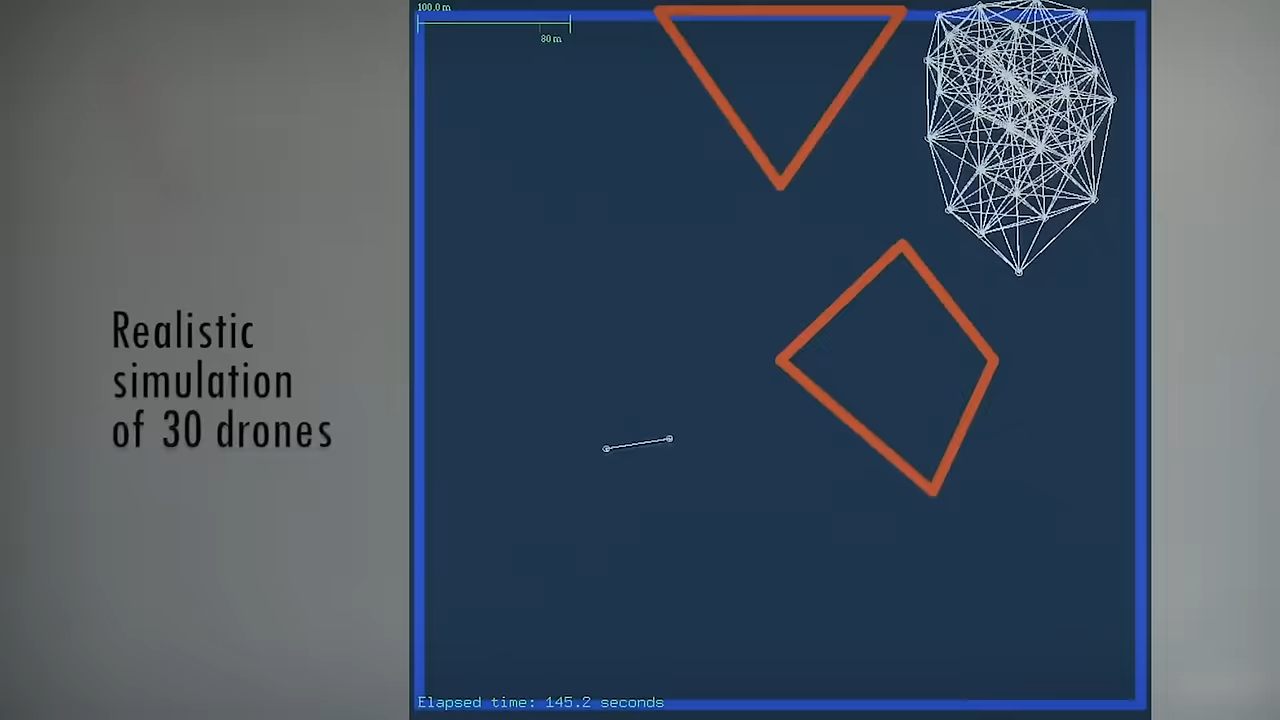 100.0 m
80 m
Realistic
simulation
of 30 drones
Elapsed time: 145.2 seconds